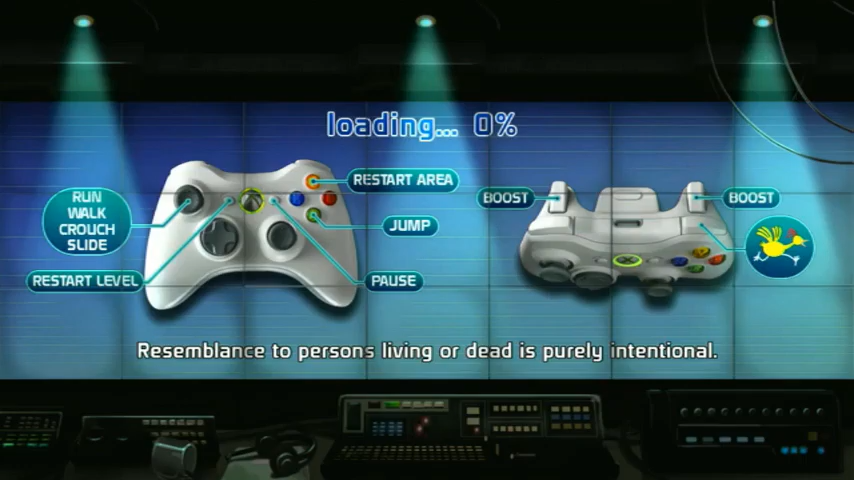 loading... 0%
RESTART AREA
RUN
WALK
CROUCH
SLIDE
BOOST
BOOST
JUMP
RESTART LEVEL
PAUSE
Resemblance to persons living or dead is purely intentional.